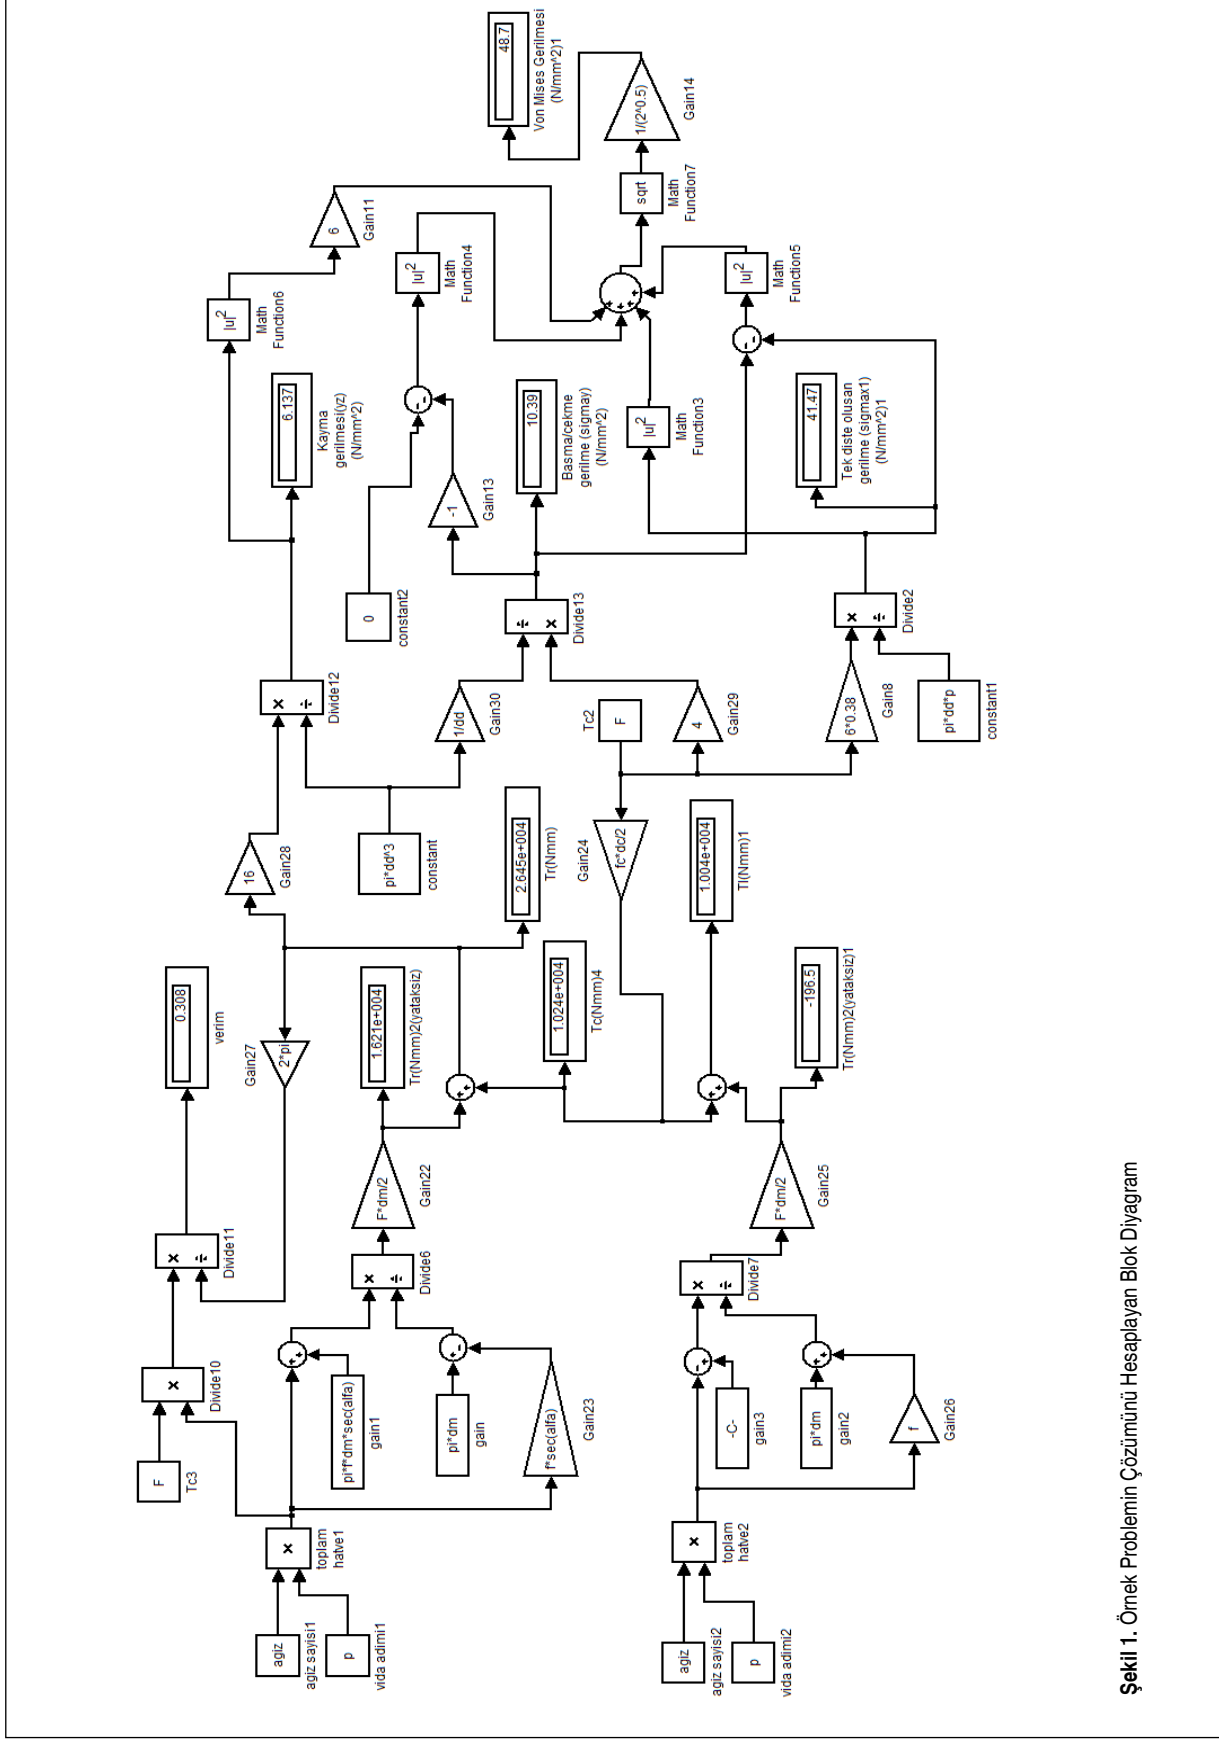 agiz
agiz sayisi1
p
vida adimi1
×
toplam
hatve1
F
Tc3
×
Divide10
×
÷
Divide11
0.308
verim
2*pi
Gain27
pi*f*dm*sec(alfa)
gain1
pi*dm
gain
f*sec(alfa)
Gain23
×
÷
Divide6
F*dm/2
Gain22
1.621e+004
Tr(Nmm)2(yataksiz)
16
Gain28
2.645e+004
Tr(Nmm)
1.024e+004
Tc(Nmm)4
pi*dd^3
constant
×
÷
Divide12
6.137
Kayma
gerilmesi(yz)
(N/mm^2)
|u|^2
Math
Function6
6
Gain11
0
constant2
1/dd
Gain30
÷
×
Divide13
-1
Gain13
|u|^2
Math
Function4
10.39
Basma/cekme
gerilme (sigmay)
(N/mm^2)
F
Tc2
4
Gain29
fc*dc/2
Gain24
6*0.38
Gain8
pi*dd*p
constant1
×
÷
Divide2
|u|^2
Math
Function3
41.47
Tek diste olusan
gerilme (sigmax1)
(N/mm^2)1
|u|^2
Math
Function5
sqrt
Math
Function7
1/(2^0.5)
Gain14
48.7
Von Mises Gerilmesi
(N/mm^2)1
agiz
agiz sayisi2
p
vida adimi2
×
toplam
hatve2
-C-
gain3
pi*dm
gain2
f
Gain26
×
÷
Divide7
F*dm/2
Gain25
-196.5
Tr(Nmm)2(yataksiz)1
1.004e+004
Tl(Nmm)1
Şekil 1. Örnek Problemin Çözümünü Hesaplayan Blok Diyagram